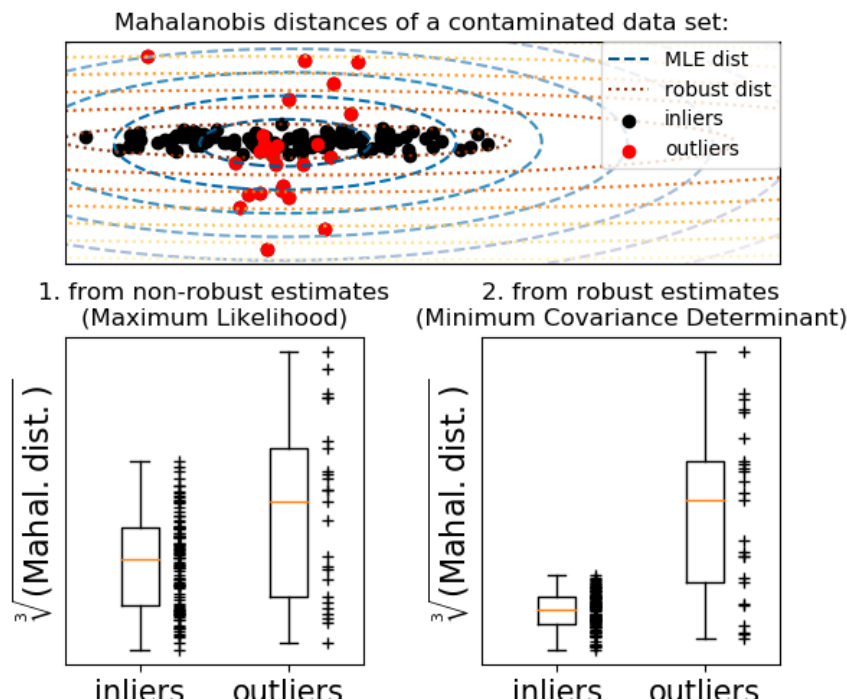 Mahalanobis distances of a contaminated data set:
MLE dist
robust dist
inliers
outliers
1. from non-robust estimates
(Maximum Likelihood)
2. from robust estimates
(Minimum Covariance Determinant)
∛(Mahal. dist.)
inliers outliers
∛(Mahal. dist.)
inliers outliers